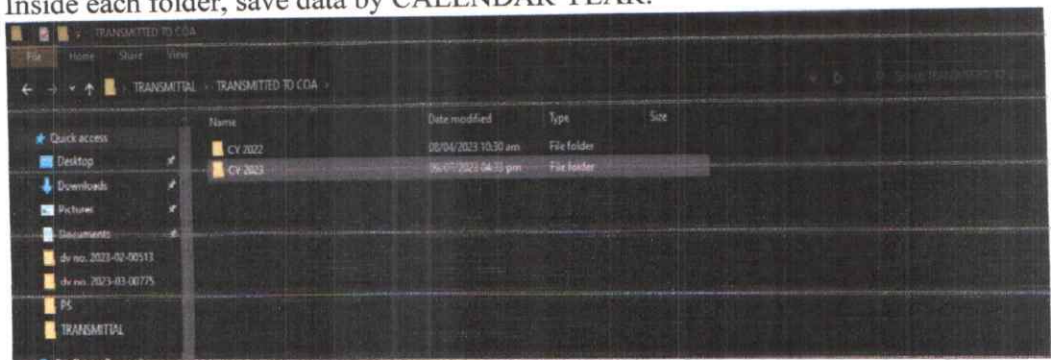 Inside each folder, save data by CALENDAR YEAR.
TRANSMITTED TO COA
File Home Share View
TRANSMITTAL > TRANSMITTED TO COA >
Name Date modified Type Size
Quick access
CY 2022 08/04/2023 10:30 am File folder
Desktop
CY 2023 04:33 pm File folder
Downloads
Pictures
Documents
dv no. 2023-02-00513
dv no. 2023-03-00775
PS
TRANSMITTAL